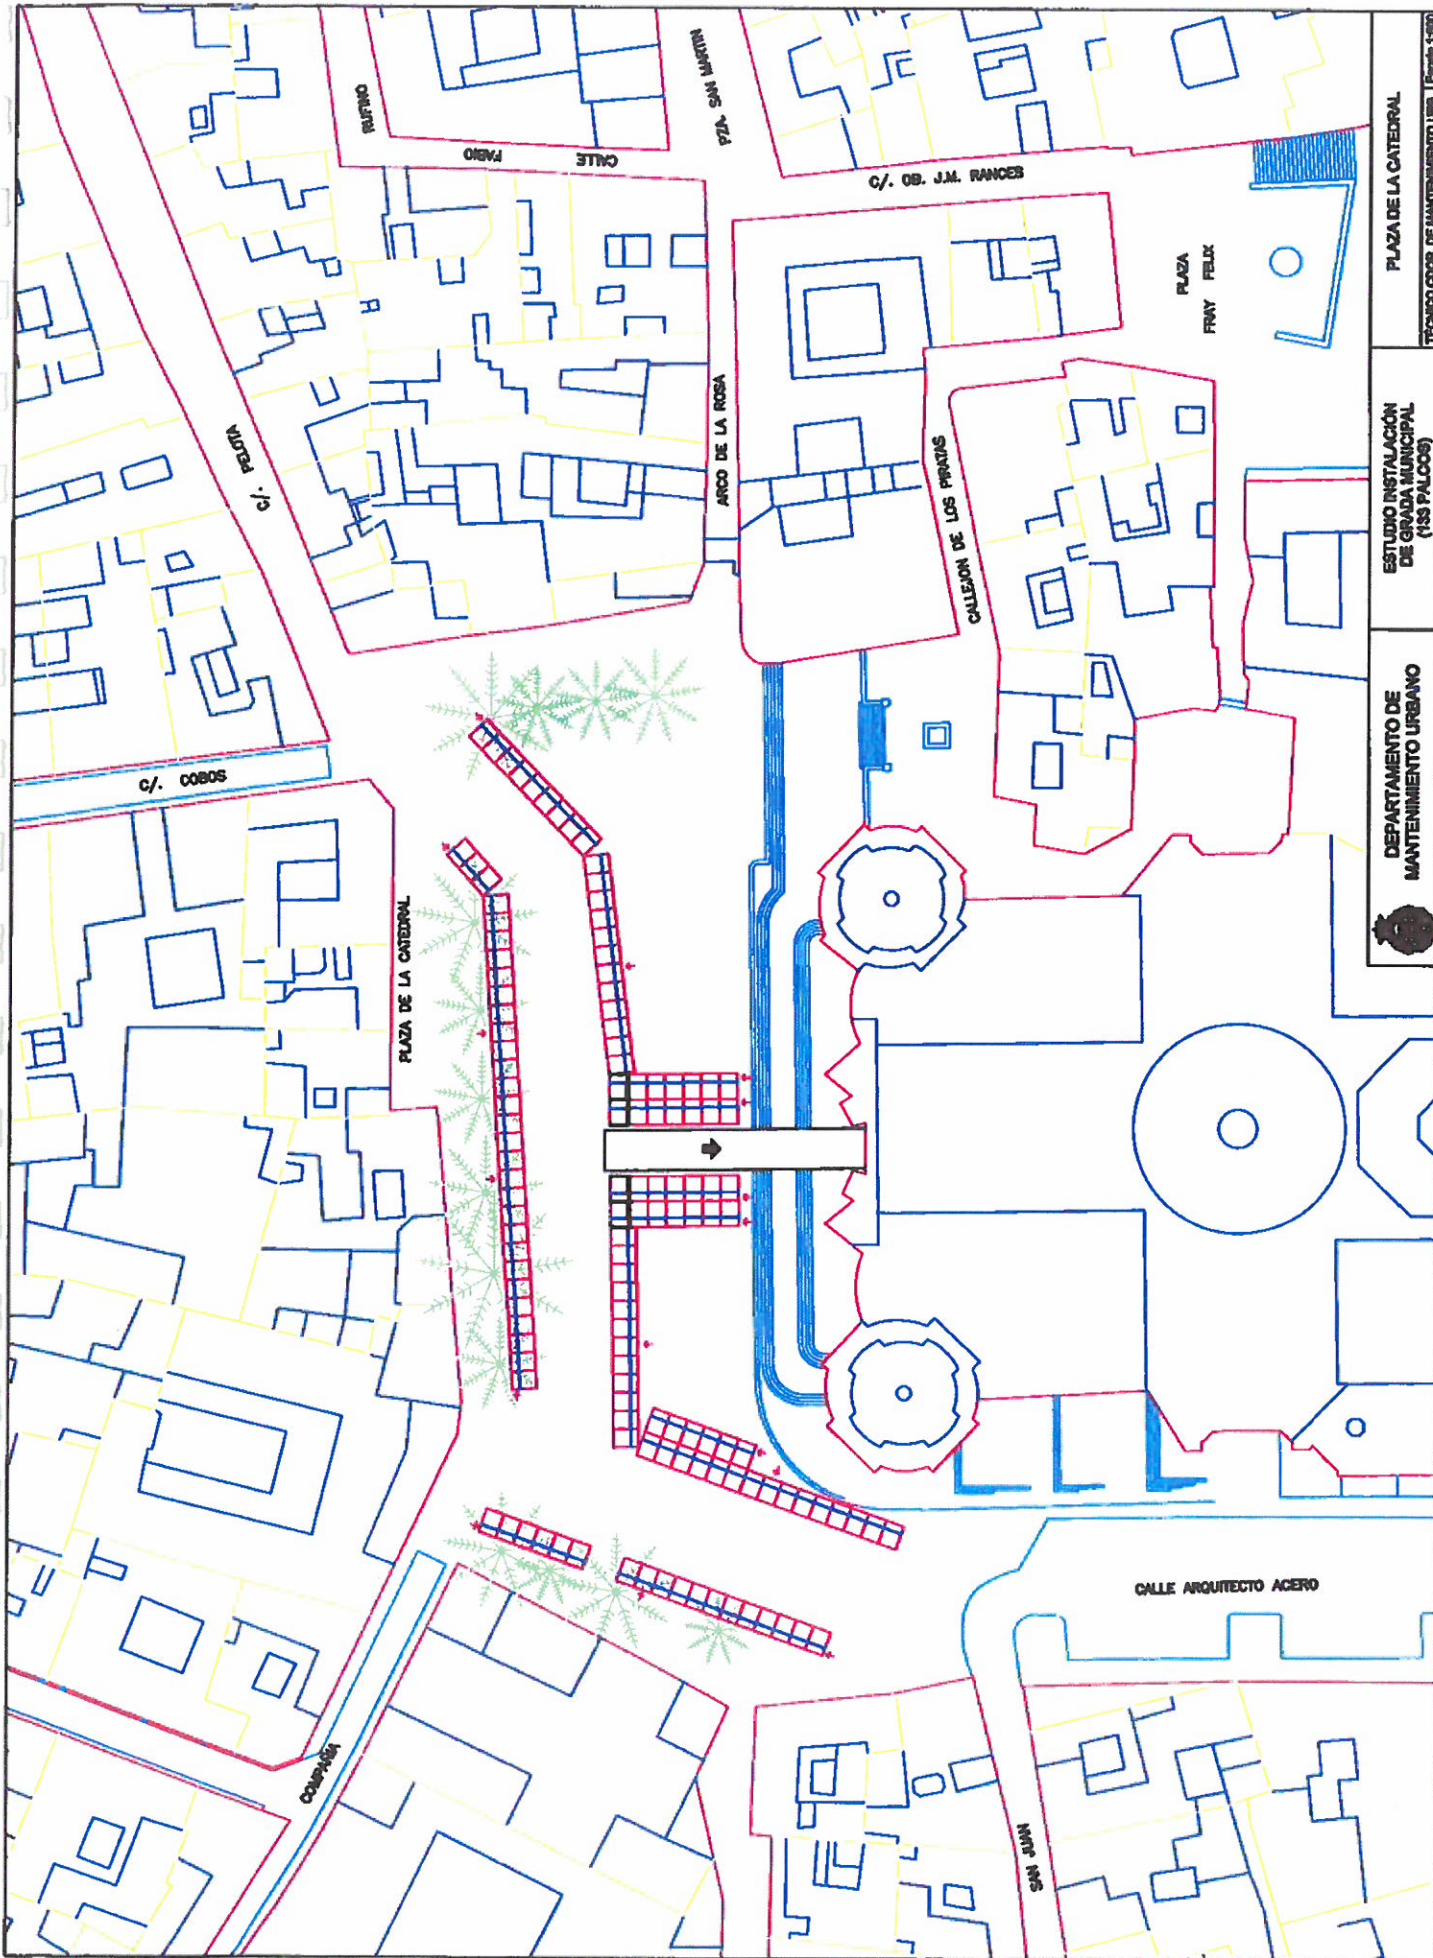 C/. PELOTA
C/. COBOS
RUFINO
FABIO
CALLE
PZA. SAN MARTIN
C/. OB. J.M. RANCES
ARCO DE LA ROSA
CALLEJON DE LOS PIRATAS
PLAZA
FRAY FELIX
PLAZA DE LA CATEDRAL
COMPAÑIA
SAN JUAN
CALLE ARQUITECTO ACERO
DEPARTAMENTO DE
MANTENIMIENTO URBANO
ESTUDIO INSTALACIÓN
DE GRADA MUNICIPAL
(133 PALCOS)
PLAZA DE LA CATEDRAL